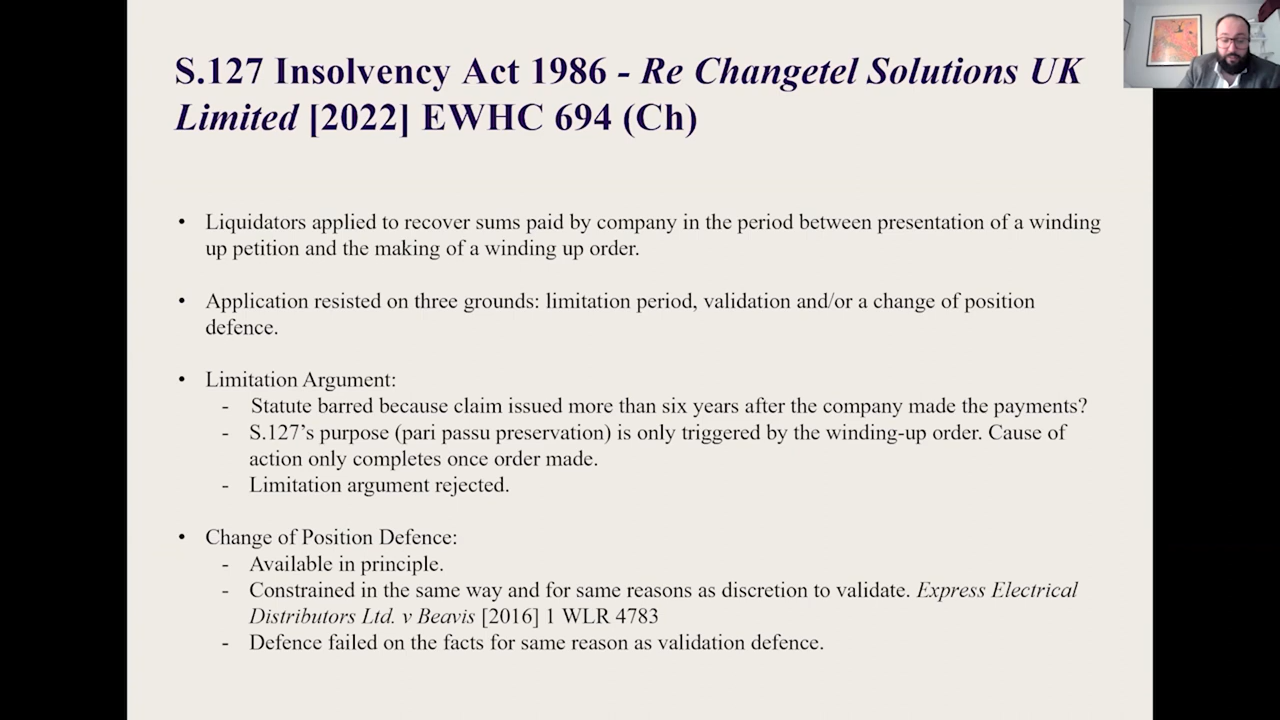 S.127 Insolvency Act 1986 - Re Changetel Solutions UK
Limited [2022] EWHC 694 (Ch)
• Liquidators applied to recover sums paid by company in the period between presentation of a winding
up petition and the making of a winding up order.
• Application resisted on three grounds: limitation period, validation and/or a change of position
defence.
• Limitation Argument:
- Statute barred because claim issued more than six years after the company made the payments?
- S.127's purpose (pari passu preservation) is only triggered by the winding-up order. Cause of
action only completes once order made.
- Limitation argument rejected.
• Change of Position Defence:
- Available in principle.
- Constrained in the same way and for same reasons as discretion to validate. Express Electrical
Distributors Ltd. v Beavis [2016] 1 WLR 4783
- Defence failed on the facts for same reason as validation defence.